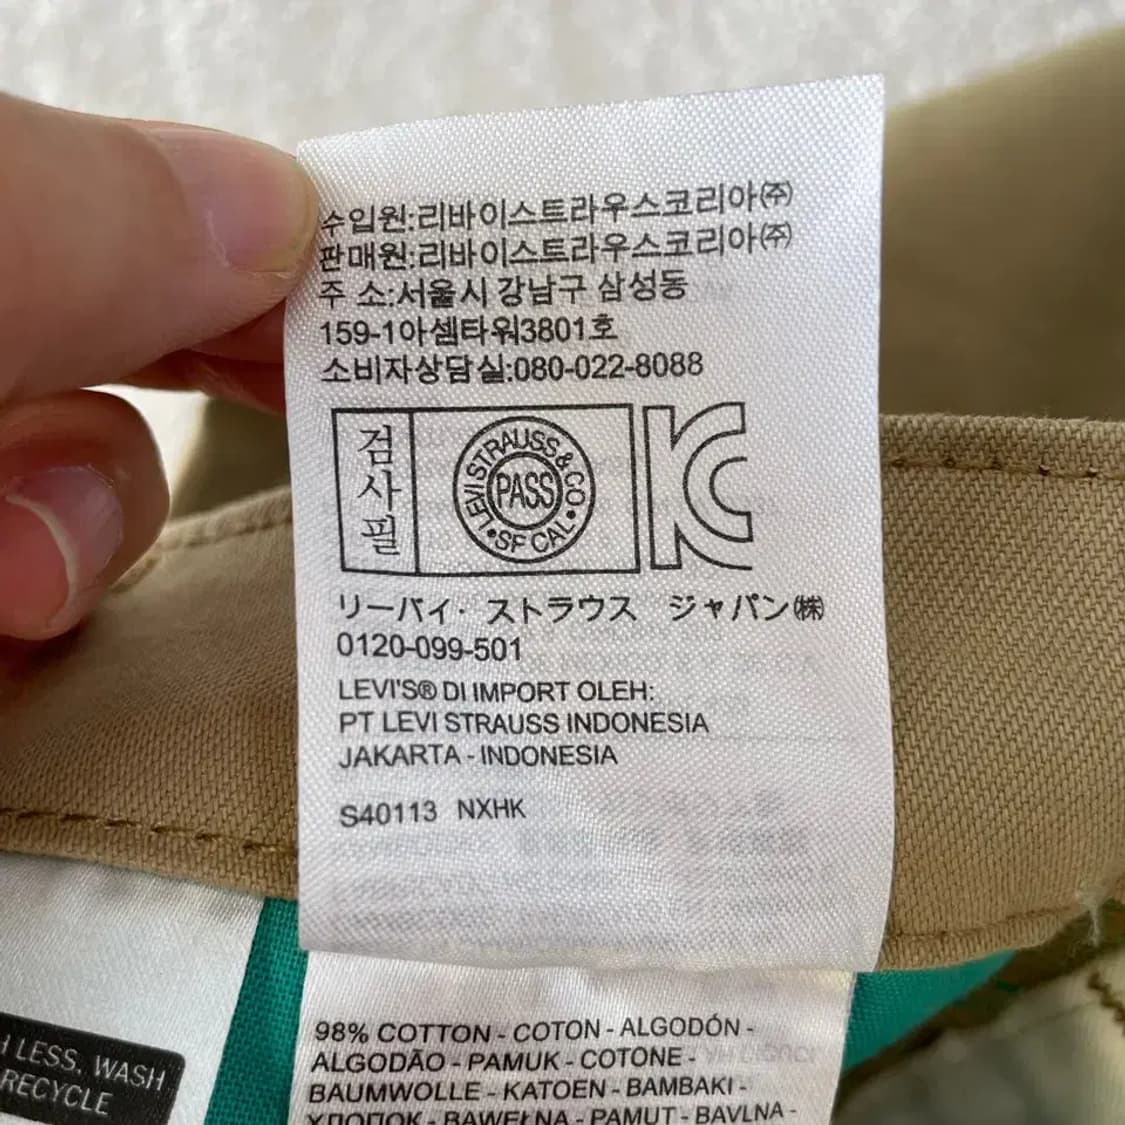 수입원:리바이스트라우스코리아㈜
판매원:리바이스트라우스코리아㈜
주 소:서울시 강남구 삼성동
159-1아셈타워3801호
소비자상담실:080-022-8088
검사필
LEVI STRAUSS & CO
SF CAL
PASS
リーバイ・ストラウス ジャパン㈱
0120-099-501
LEVI'S® DI IMPORT OLEH:
PT LEVI STRAUSS INDONESIA
JAKARTA - INDONESIA
S40113 NXHK
LESS, WASH
RECYCLE
98% COTTON - COTON - ALGODÓN -
ALGODÃO - PAMUK - COTONE -
BAUMWOLLE - KATOEN - BAMBAKI -
ХЛОПОК - BAWEŁNA - PAMUT - BAVLNA -